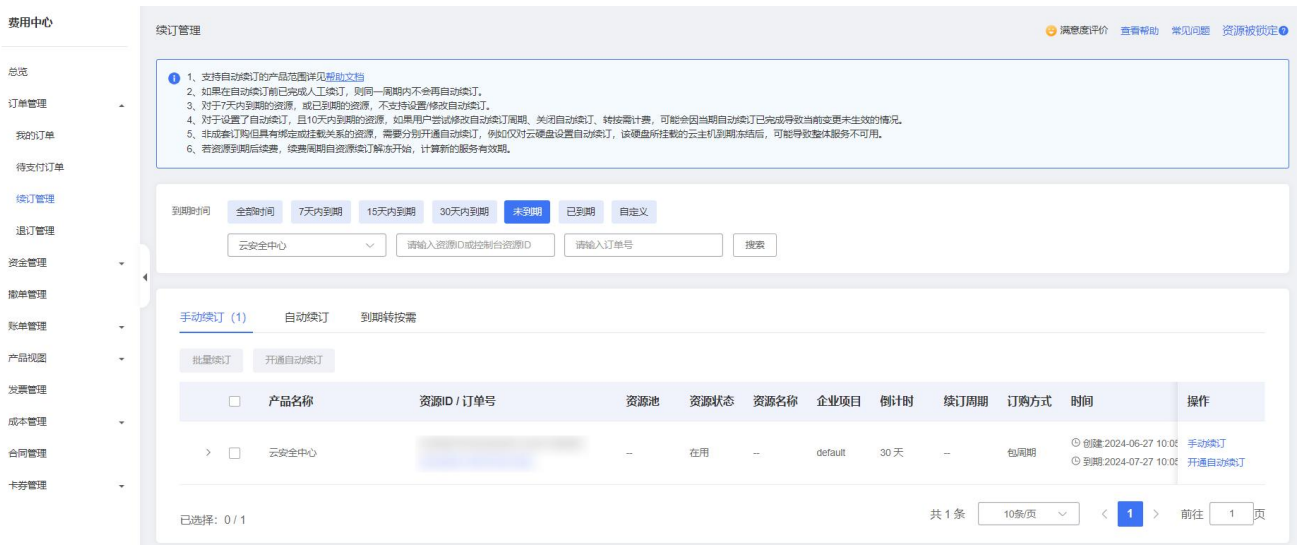 费用中心
总览
订单管理
我的订单
待支付订单
续订管理
退订管理
资金管理
撤单管理
账单管理
产品视图
发票管理
成本管理
合同管理
卡券管理
续订管理
满意度评价 查看帮助 常见问题 资源被锁定
1、支持自动续订的产品范围详见帮助文档
2、如果在自动续订前已完成人工续订，则同一周期内不会再自动续订。
3、对于7天内到期的资源，或已到期的资源，不支持设置/修改自动续订。
4、对于设置了自动续订，且10天内到期的资源，如果用户尝试修改自动续订周期、关闭自动续订、转按需计费，可能会因当期自动续订已完成导致当前变更未生效的情况。
5、非成套订购但具有绑定或挂载关系的资源，需要分别开通自动续订，例如仅对云硬盘设置自动续订，该硬盘所挂载的云主机到期冻结后，可能导致整体服务不可用。
6、若资源到期后续费，续费周期自资源续订解冻开始，计算新的服务有效期。
到期时间 全部时间 7天内到期 15天内到期 30天内到期 未到期 已到期 自定义
云安全中心 请输入资源ID或控制台资源ID 请输入订单号 搜索
手动续订 (1) 自动续订 到期转按需
批量续订 开通自动续订
产品名称 资源ID / 订单号 资源池 资源状态 资源名称 企业项目 倒计时 续订周期 订购方式 时间 操作
云安全中心 -- 在用 -- default 30 天 -- 包周期
创建:2024-06-27 10:05 手动续订
到期:2024-07-27 10:05 开通自动续订
已选择：0 / 1
共 1 条 10条/页 1 前往 1 页